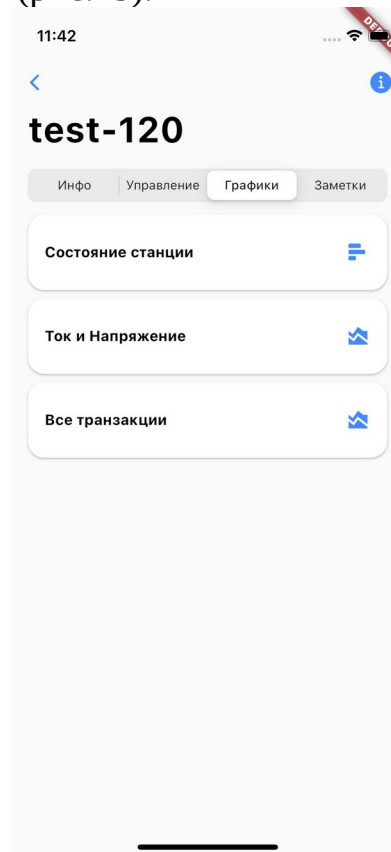 11:42
test-120
Инфо Управление Графики Заметки
Состояние станции
Ток и Напряжение
Все транзакции